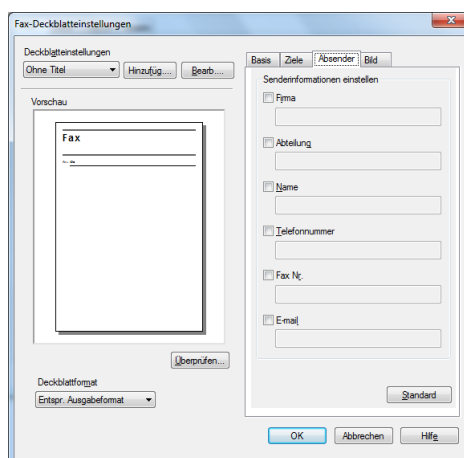 Fax-Deckblatteinstellungen
Deckblatteinstellungen
Ohne Titel
Hinzufüg....
Bearb....
Vorschau
Fax
Überprüfen...
Deckblattformat
Entspr. Ausgabeformat
Basis Ziele Absender Bild
Senderinformationen einstellen
Firma
Abteilung
Name
Telefonnummer
Fax Nr.
E-mail
Standard
OK Abbrechen Hilfe